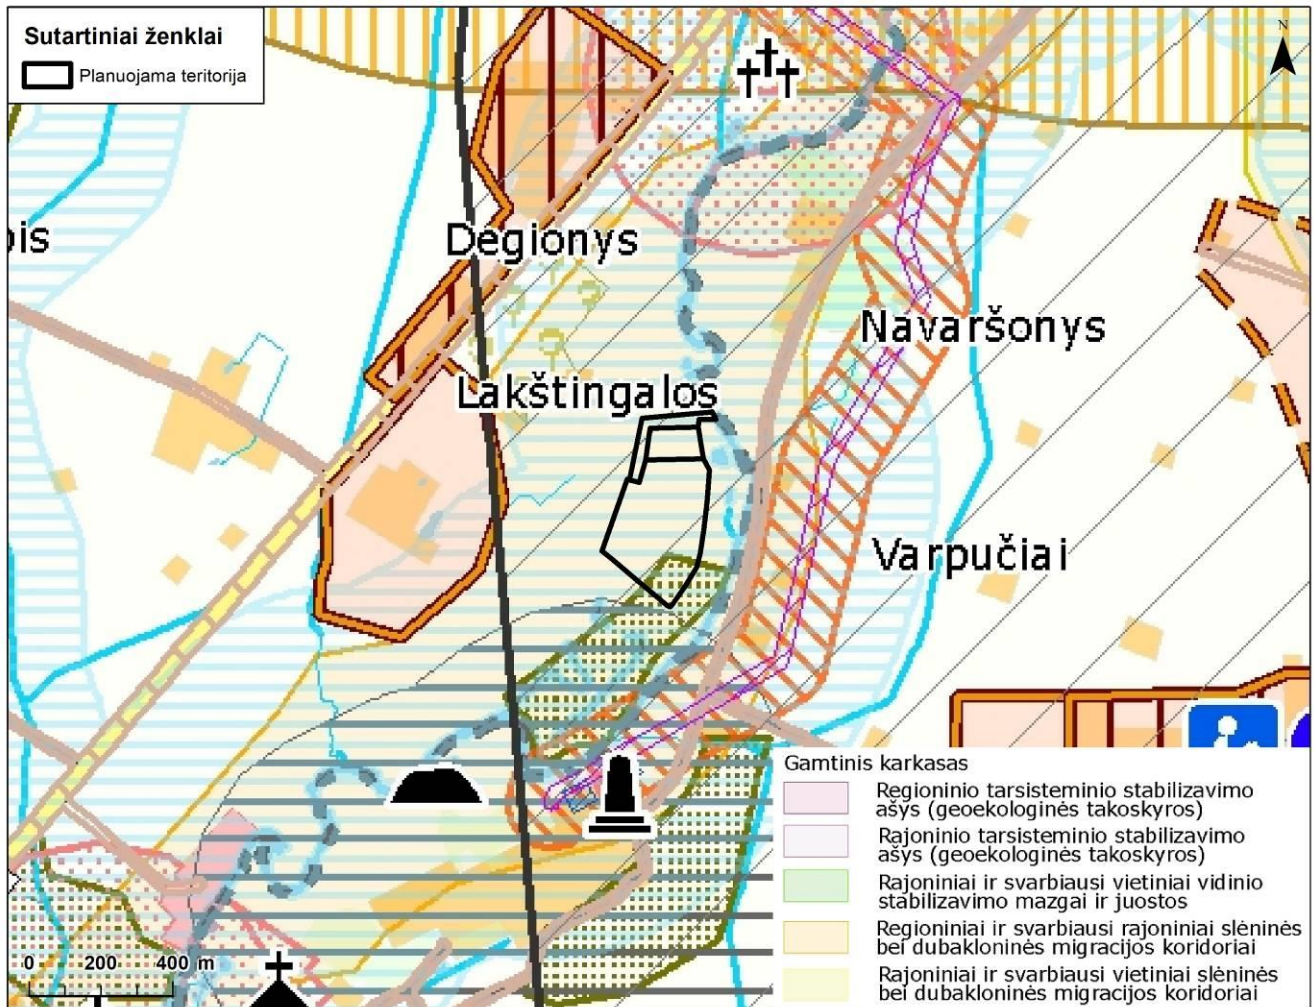 Sutartiniai ženklai
Planuojama teritorija
N
Degionys
Navaršonys
Lakštingalos
Varpučiai
0 200 400 m
Gamtinis karkasas
Regioninio tarsisteminio stabilizavimo
ašys (geoekologinės takoskyros)
Rajoninio tarsisteminio stabilizavimo
ašys (geoekologinės takoskyros)
Rajoniniai ir svarbiausi vietiniai vidinio
stabilizavimo mazgai ir juostos
Regioniniai ir svarbiausi rajoniniai slėninės
bei dubakloninės migracijos koridoriai
Rajoniniai ir svarbiausi vietiniai slėninės
bei dubakloninės migracijos koridoriai